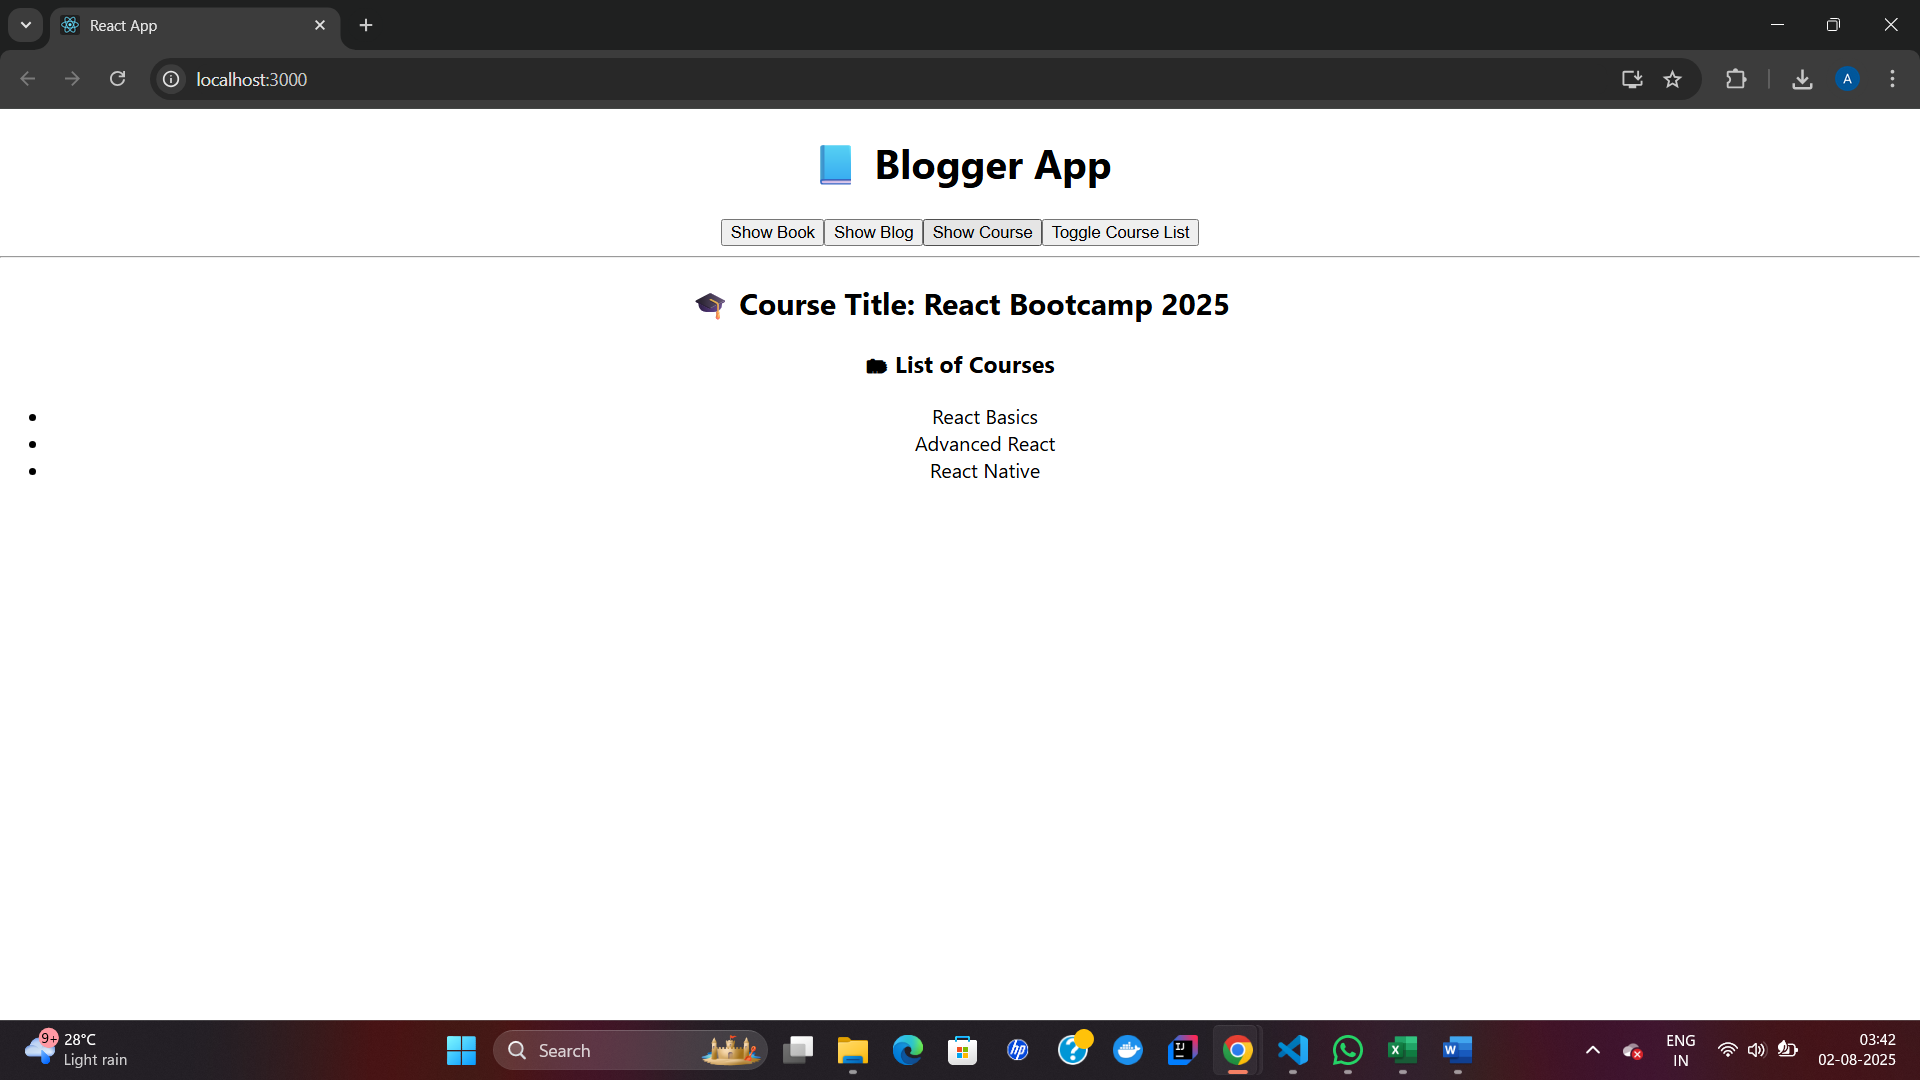 React App
localhost:3000
A
📘 Blogger App
Show Book Show Blog Show Course Toggle Course List
🎓 Course Title: React Bootcamp 2025
List of Courses
• React Basics
• Advanced React
• React Native
9+
28°C
Light rain
Search
ENG
IN
03:42
02-08-2025